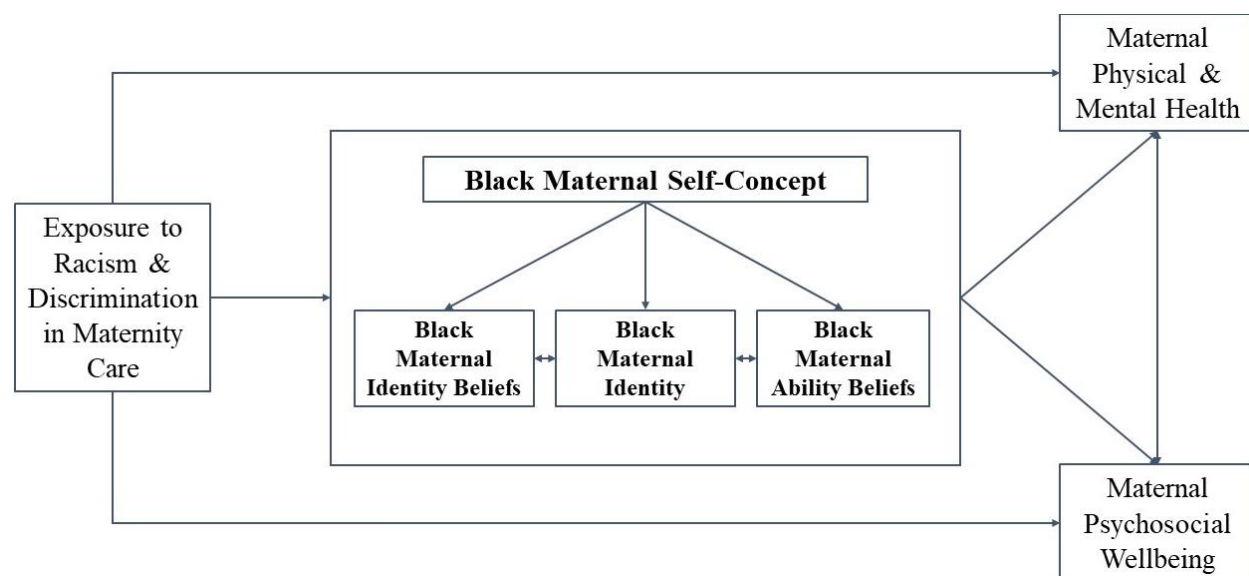 Exposure to
Racism &
Discrimination
in Maternity
Care
Black Maternal Self-Concept
Black
Maternal
Identity Beliefs
Black
Maternal
Identity
Black
Maternal
Ability Beliefs
Maternal
Physical &
Mental Health
Maternal
Psychosocial
Wellbeing